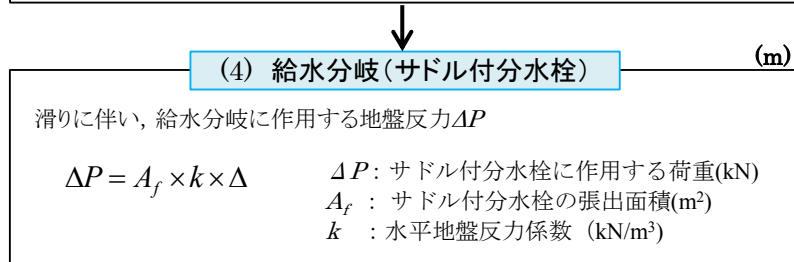 (m)
(4) 給水分岐(サドル付分水栓)
滑りに伴い, 給水分岐に作用する地盤反力ΔP
ΔP = A_f × k × Δ
ΔP : サドル付分水栓に作用する荷重(kN)
A_f : サドル付分水栓の張出面積(m²)
k : 水平地盤反力係数 (kN/m³)